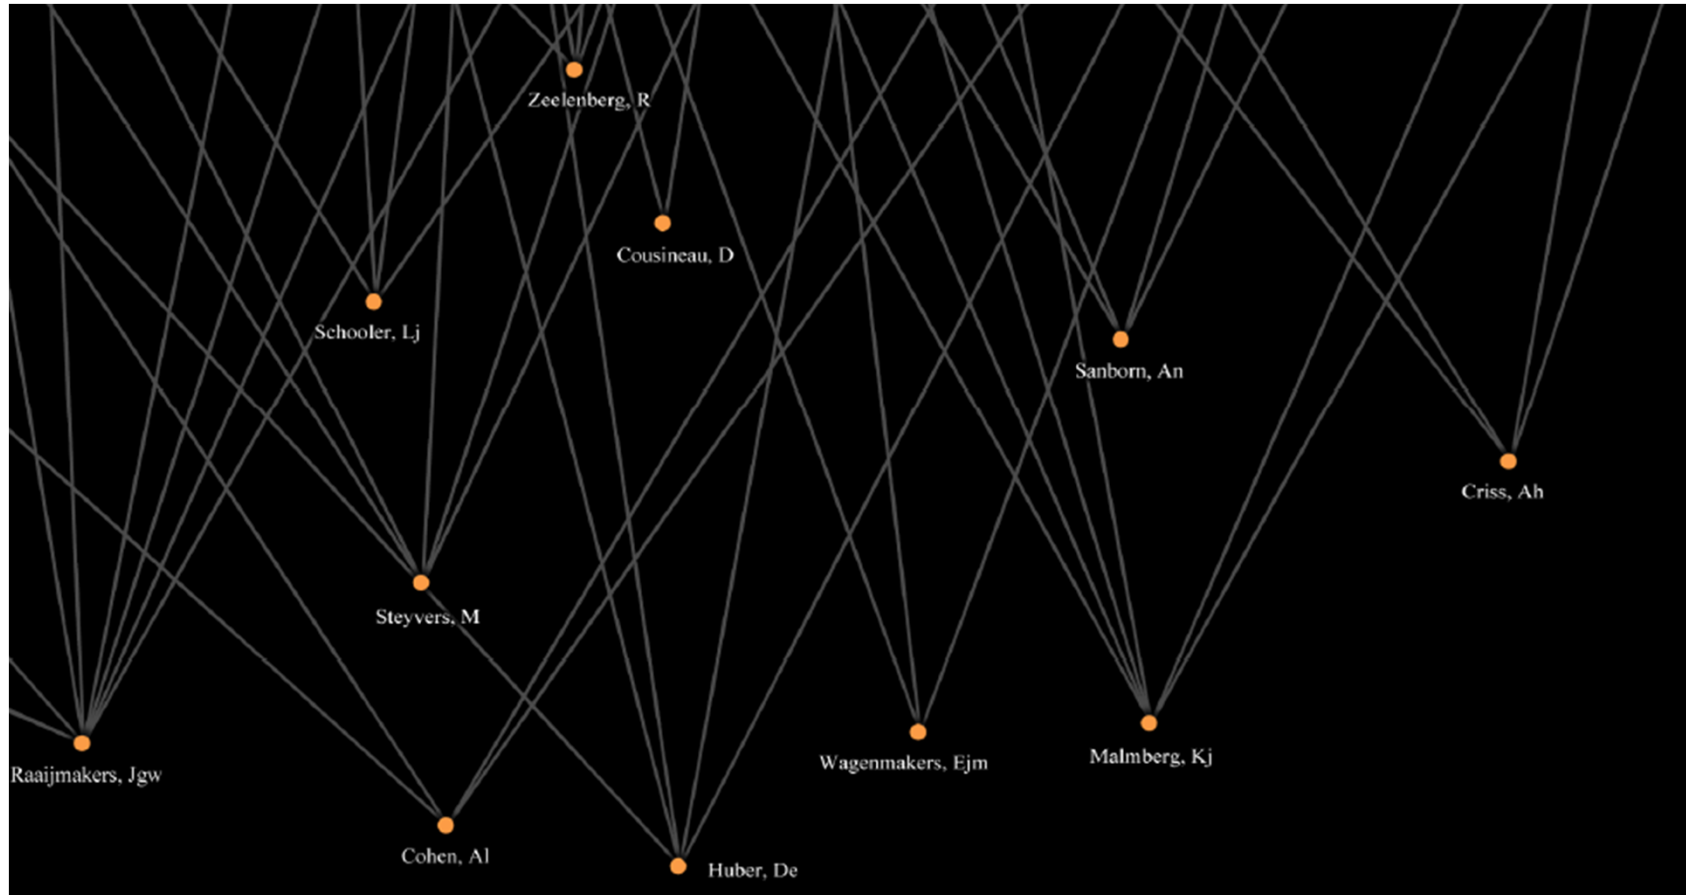 Zeelenberg, R
Cousineau, D
Schooler, Lj
Sanborn, An
Criss, Ah
Steyvers, M
Wagenmakers, Ejm
Malmberg, Kj
Raaijmakers, Jgw
Cohen, Al
Huber, De